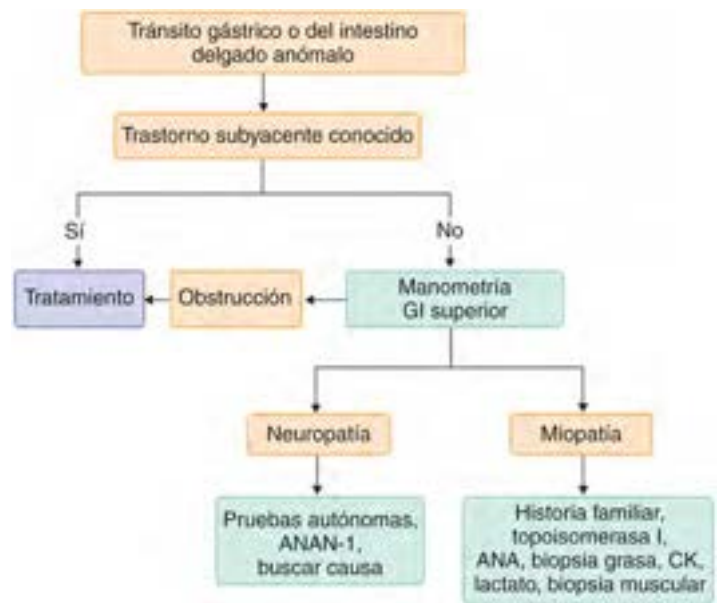 Tránsito gástrico o del intestino
delgado anómalo
Trastorno subyacente conocido
Sí
No
Tratamiento
Obstrucción
Manometría
GI superior
Neuropatía
Miopatía
Pruebas autónomas,
ANAN-1,
buscar causa
Historia familiar,
topoisomerasa I,
ANA, biopsia grasa, CK,
lactato, biopsia muscular